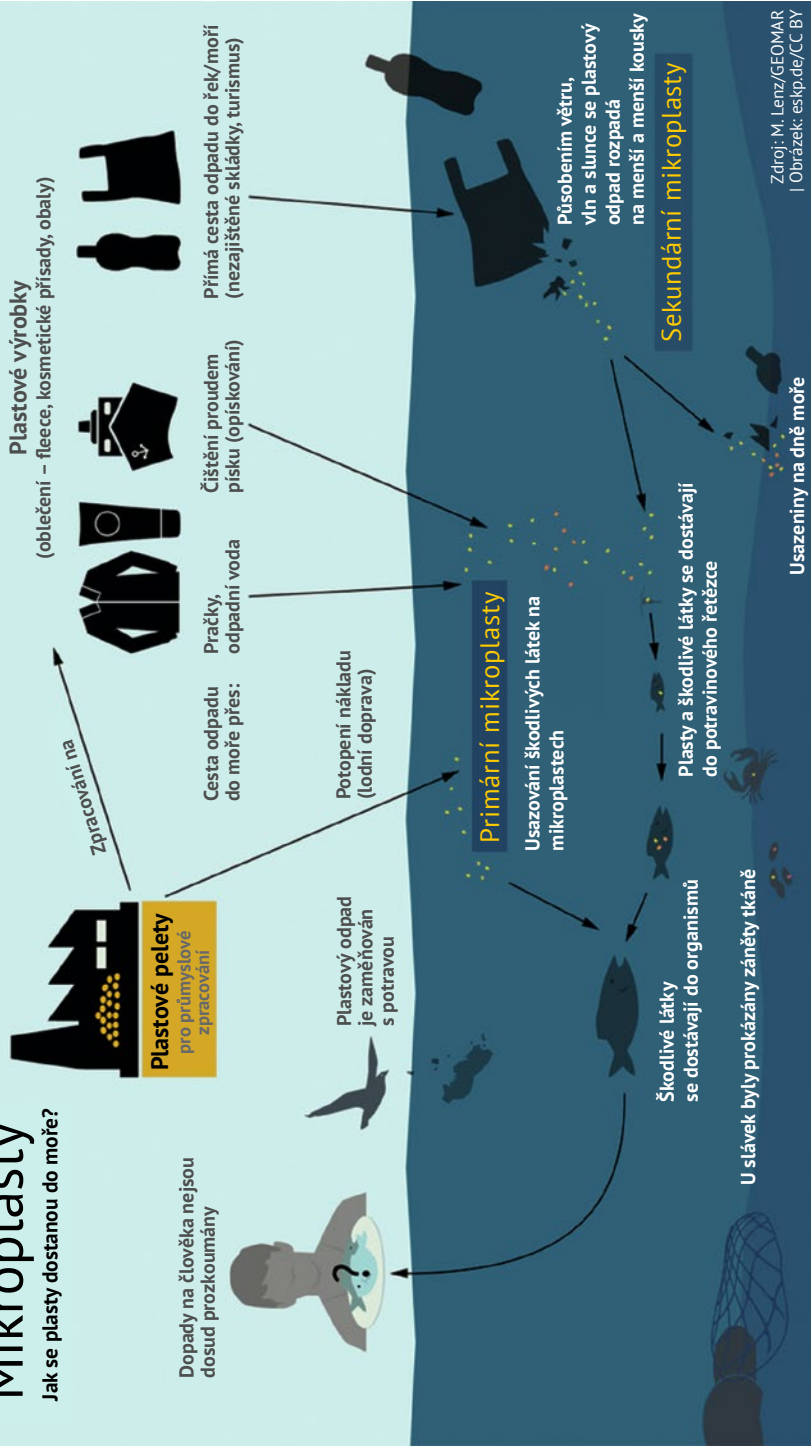 Mikroplasty
Jak se plasty dostanou do moře?
Plastové pelety
pro průmyslové
zpracování
Zpracování na
Plastové výrobky
(oblečení – fleece, kosmetické přísady, obaly)
Cesta odpadu
do moře přes:
Pračky,
odpadní voda
Čištění proudem
písku (opískování)
Přímá cesta odpadu do řek/moří
(nezajištěné skládky, turismus)
Potopení nákladu
(lodní doprava)
Dopady na člověka nejsou
dosud prozkoumány
?
Plastový odpad
je zaměňován
s potravou
Primární mikroplasty
Usazování škodlivých látek na
mikroplastech
Působením větru,
vln a slunce se plastový
odpad rozpadá
na menší a menší kousky
Sekundární mikroplasty
Škodlivé látky
se dostávají do organismů
Plasty a škodlivé látky se dostávají
do potravinového řetězce
U slávek byly prokázány záněty tkáně
Usazeniny na dně moře
Zdroj: M. Lenz/GEOMAR
| Obrázek: eskp.de/CC BY